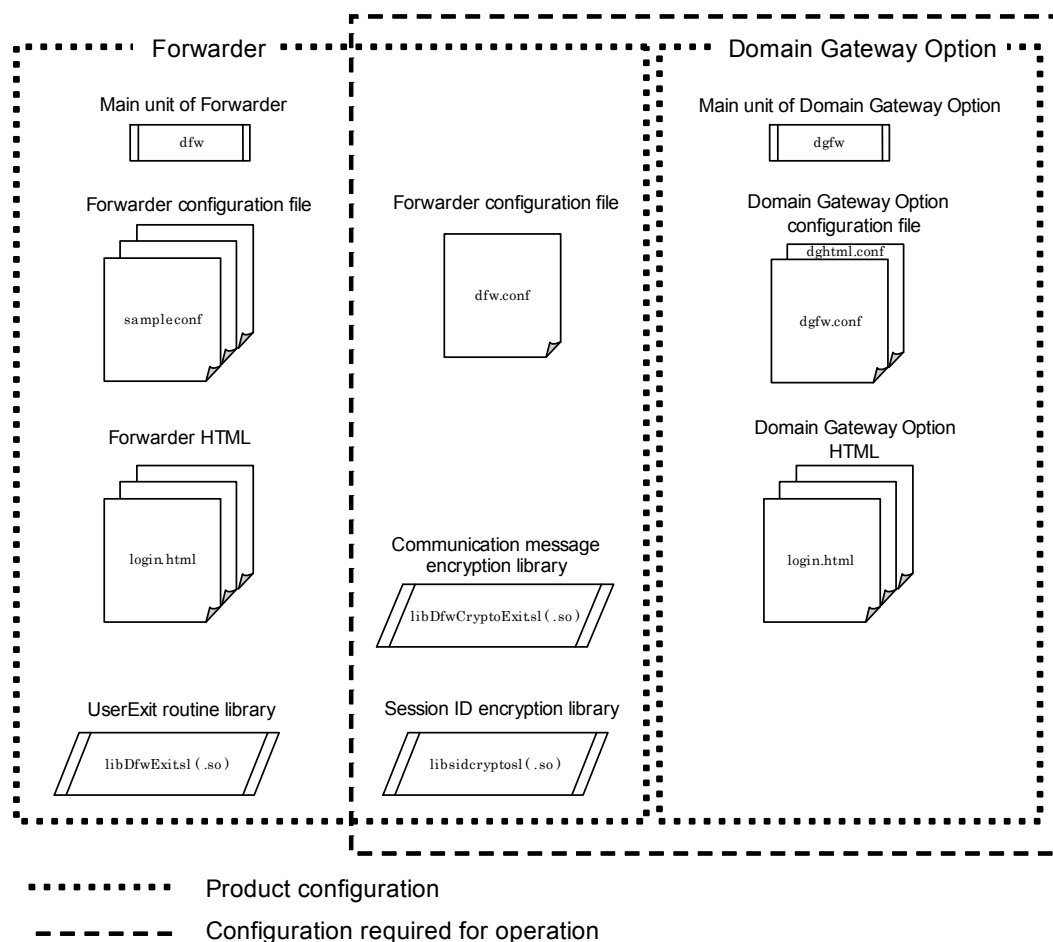 Forwarder
Domain Gateway Option
Main unit of Forwarder
dfw
Main unit of Domain Gateway Option
dgfw
Forwarder configuration file
sample.conf
Forwarder configuration file
dfw.conf
Domain Gateway Option
configuration file
dghtml.conf
dgfw.conf
Forwarder HTML
login.html
Domain Gateway Option
HTML
login.html
Communication message
encryption library
libDfwCryptoExit.sl (.so)
UserExit routine library
libDfwExit.sl (.so)
Session ID encryption library
libsidcrypto.sl (.so)
Product configuration
Configuration required for operation